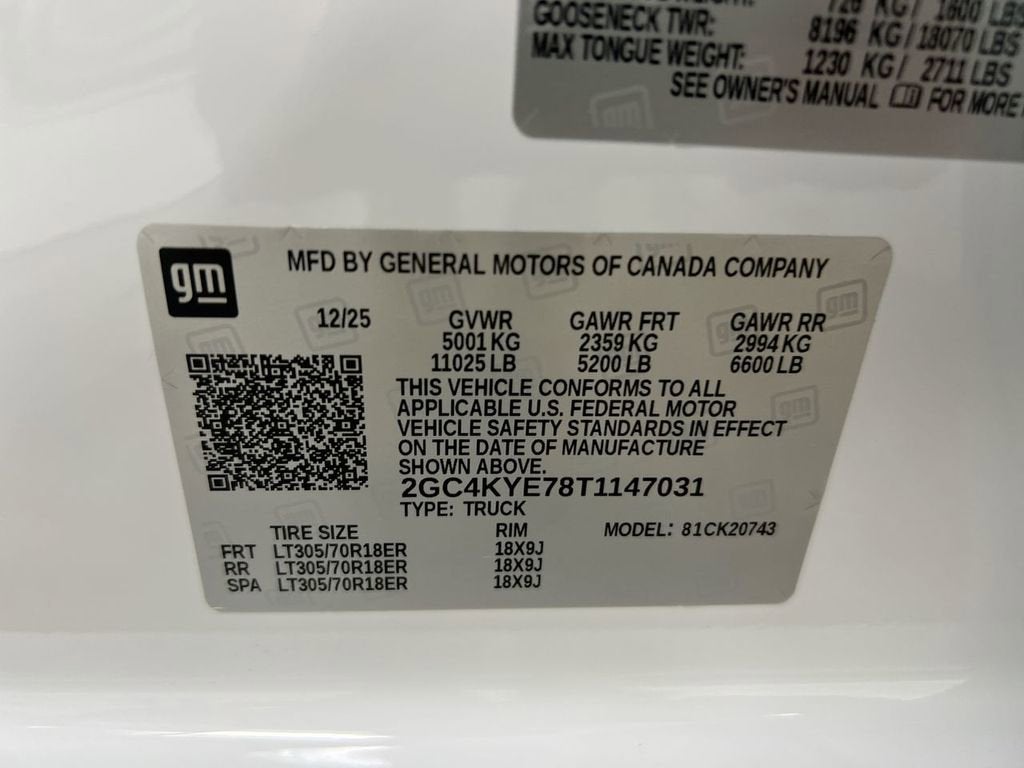 726 KG / 1600 LBS
GOOSENECK TWR: 8196 KG / 18070 LBS
MAX TONGUE WEIGHT: 1230 KG / 2711 LBS
SEE OWNER'S MANUAL FOR MORE
gm
MFD BY GENERAL MOTORS OF CANADA COMPANY
12/25 GVWR GAWR FRT GAWR RR
5001 KG 2359 KG 2994 KG
11025 LB 5200 LB 6600 LB
THIS VEHICLE CONFORMS TO ALL
APPLICABLE U.S. FEDERAL MOTOR
VEHICLE SAFETY STANDARDS IN EFFECT
ON THE DATE OF MANUFACTURE
SHOWN ABOVE.
2GC4KYE78T1147031
TYPE: TRUCK
TIRE SIZE RIM MODEL: 81CK20743
FRT LT305/70R18ER 18X9J
RR LT305/70R18ER 18X9J
SPA LT305/70R18ER 18X9J